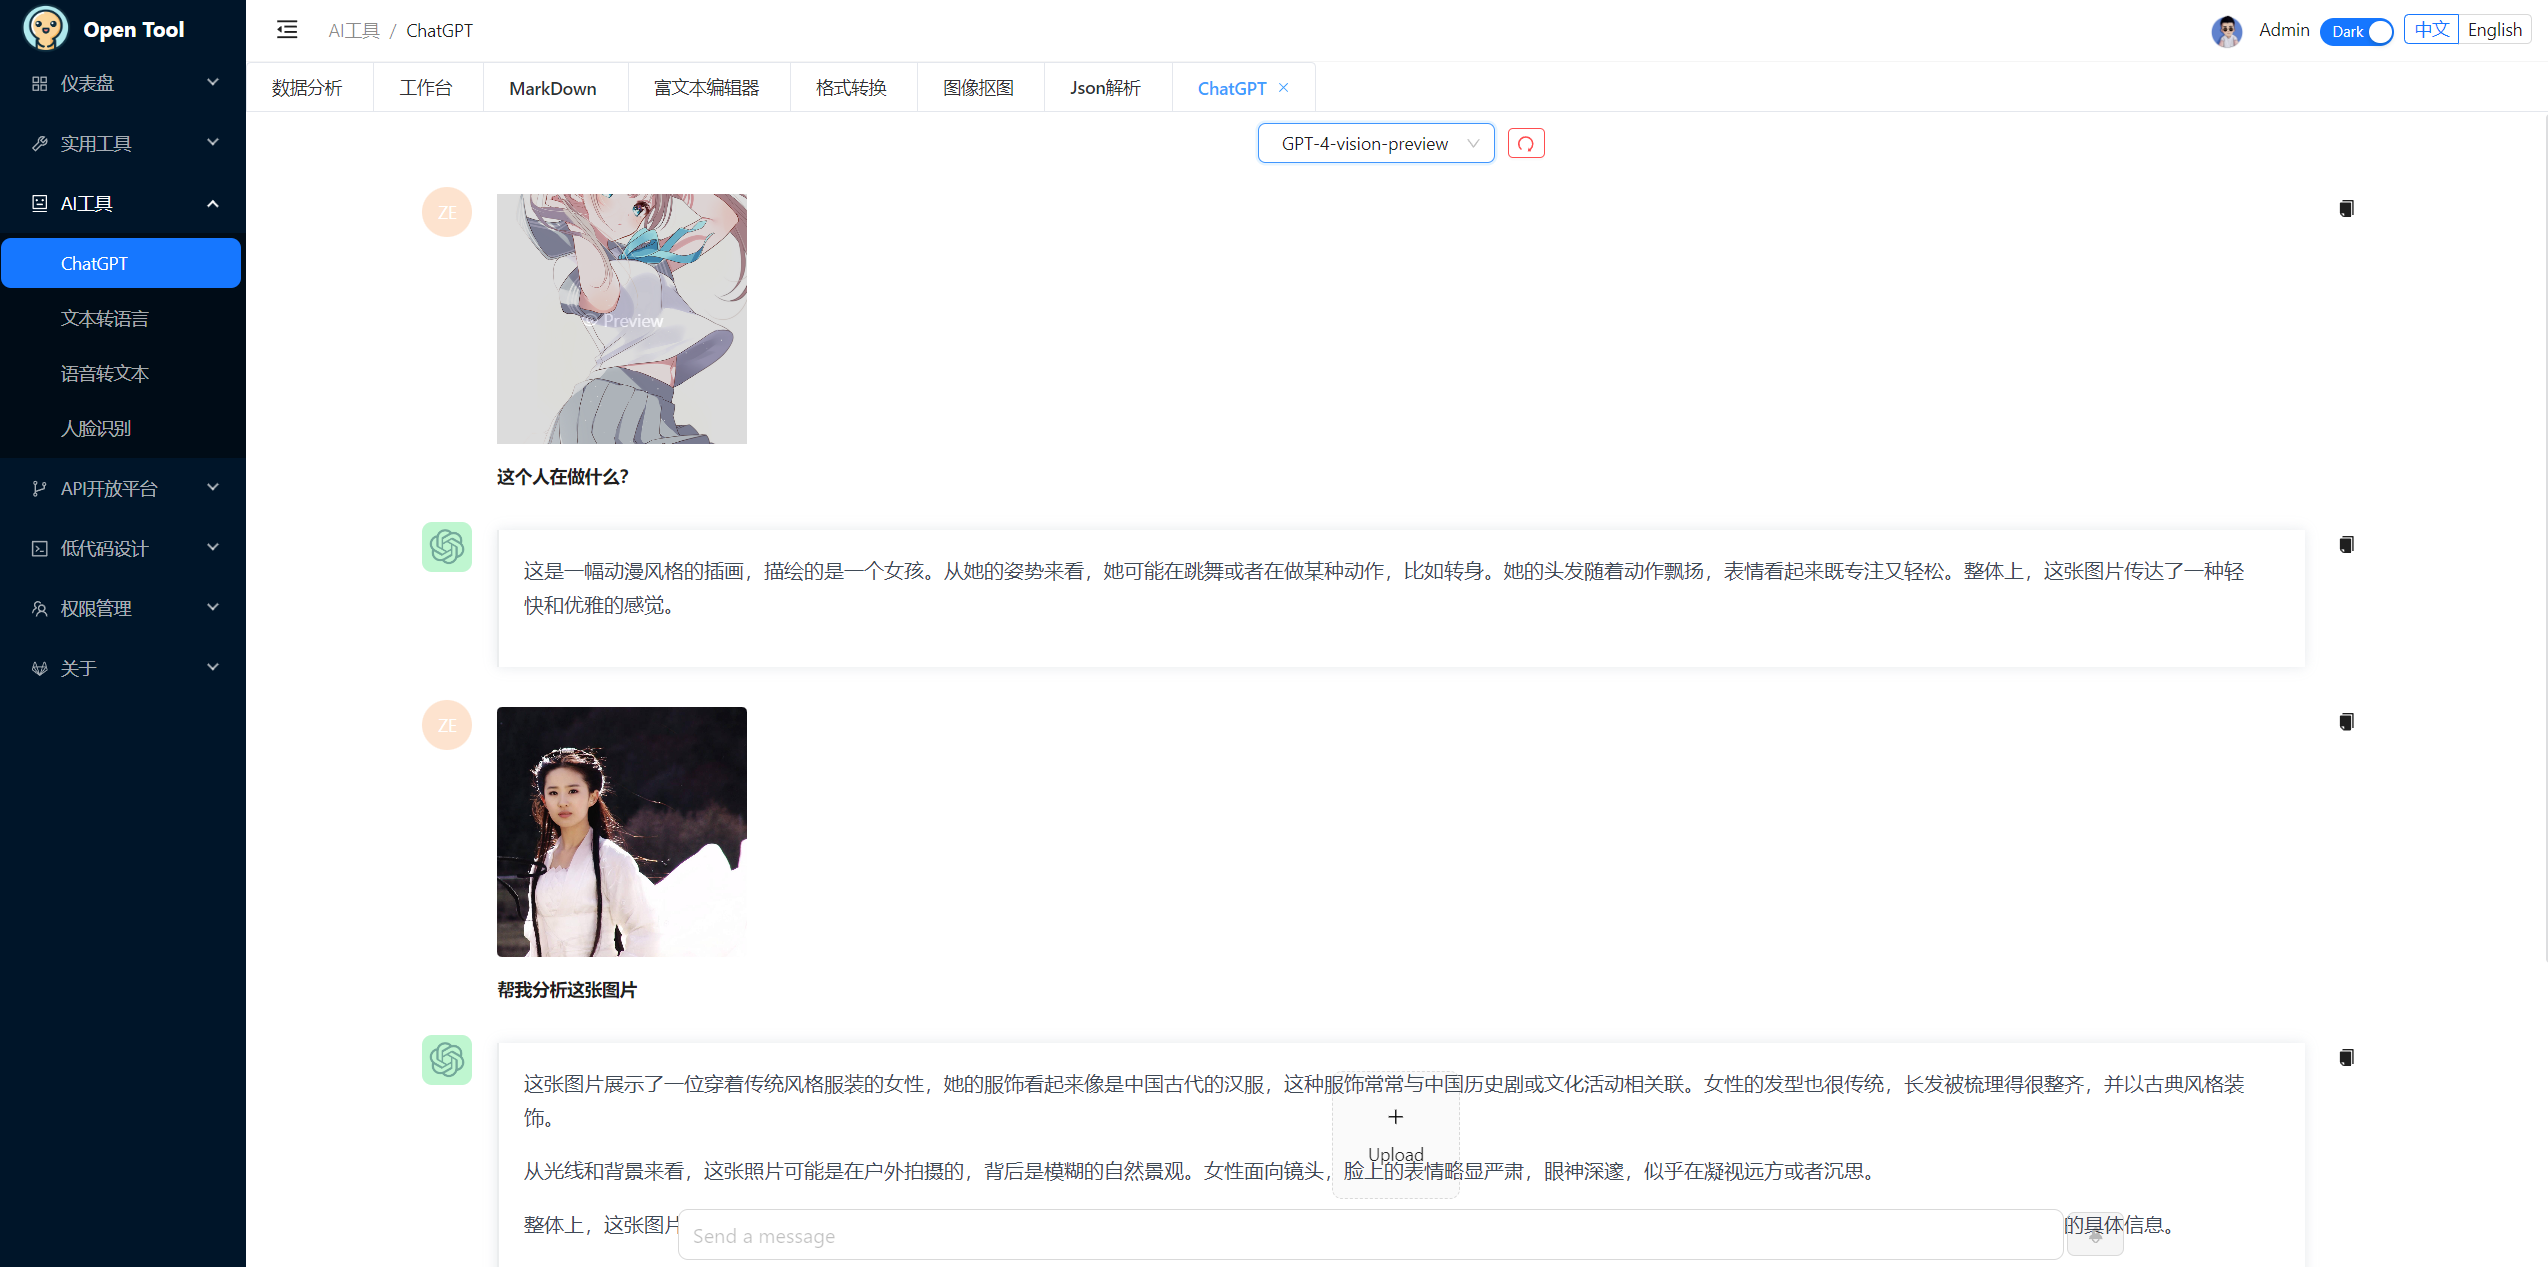 Open Tool
仪表盘
实用工具
AI工具
ChatGPT
文本转语言
语音转文本
人脸识别
API开放平台
低代码设计
权限管理
关于
AI工具 / ChatGPT
Admin
Dark
中文
English
数据分析
工作台
MarkDown
富文本编辑器
格式转换
图像抠图
Json解析
ChatGPT
GPT-4-vision-preview
ZE
Preview
这个人在做什么?
这是一幅动漫风格的插画，描绘的是一个女孩。从她的姿势来看，她可能在跳舞或者在做某种动作，比如转身。她的头发随着动作飘扬，表情看起来既专注又轻松。整体上，这张图片传达了一种轻
快和优雅的感觉。
ZE
帮我分析这张图片
这张图片展示了一位穿着传统风格服装的女性，她的服饰看起来像是中国古代的汉服，这种服饰常常与中国历史剧或文化活动相关联。女性的发型也很传统，长发被梳理得很整齐，并以古典风格装
饰。
从光线和背景来看，这张照片可能是在户外拍摄的，背后是模糊的自然景观。女性面向镜头，脸上的表情略显严肃，眼神深邃，似乎在凝视远方或者沉思。
整体上，这张图片
的具体信息。
Upload
Send a message